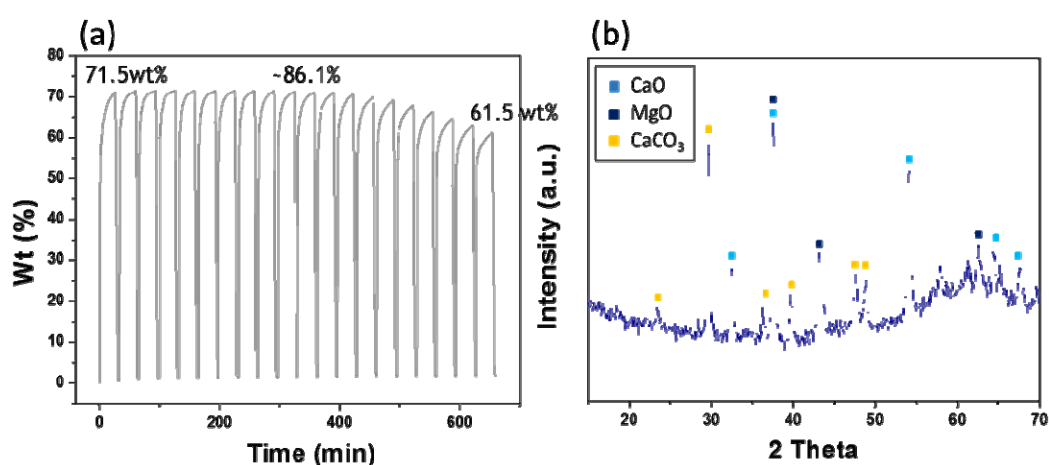 (a)
71.5wt%
~86.1%
61.5 wt%
80
70
60
50
40
30
20
10
0
Wt (%)
0
200
400
600
Time (min)
(b)
CaO
MgO
CaCO₃
Intensity (a.u.)
20
30
40
50
60
70
2 Theta